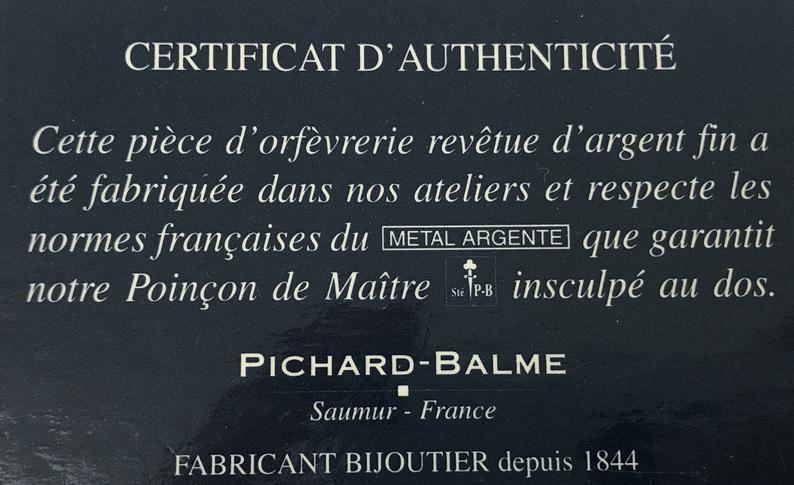 CERTIFICAT D'AUTHENTICITÉ
Cette pièce d'orfèvrerie revêtue d'argent fin a
été fabriquée dans nos ateliers et respecte les
normes françaises du METAL ARGENTE que garantit
notre Poinçon de Maître Sté P-B insculpé au dos.
PICHARD-BALME
Saumur - France
FABRICANT BIJOUTIER depuis 1844